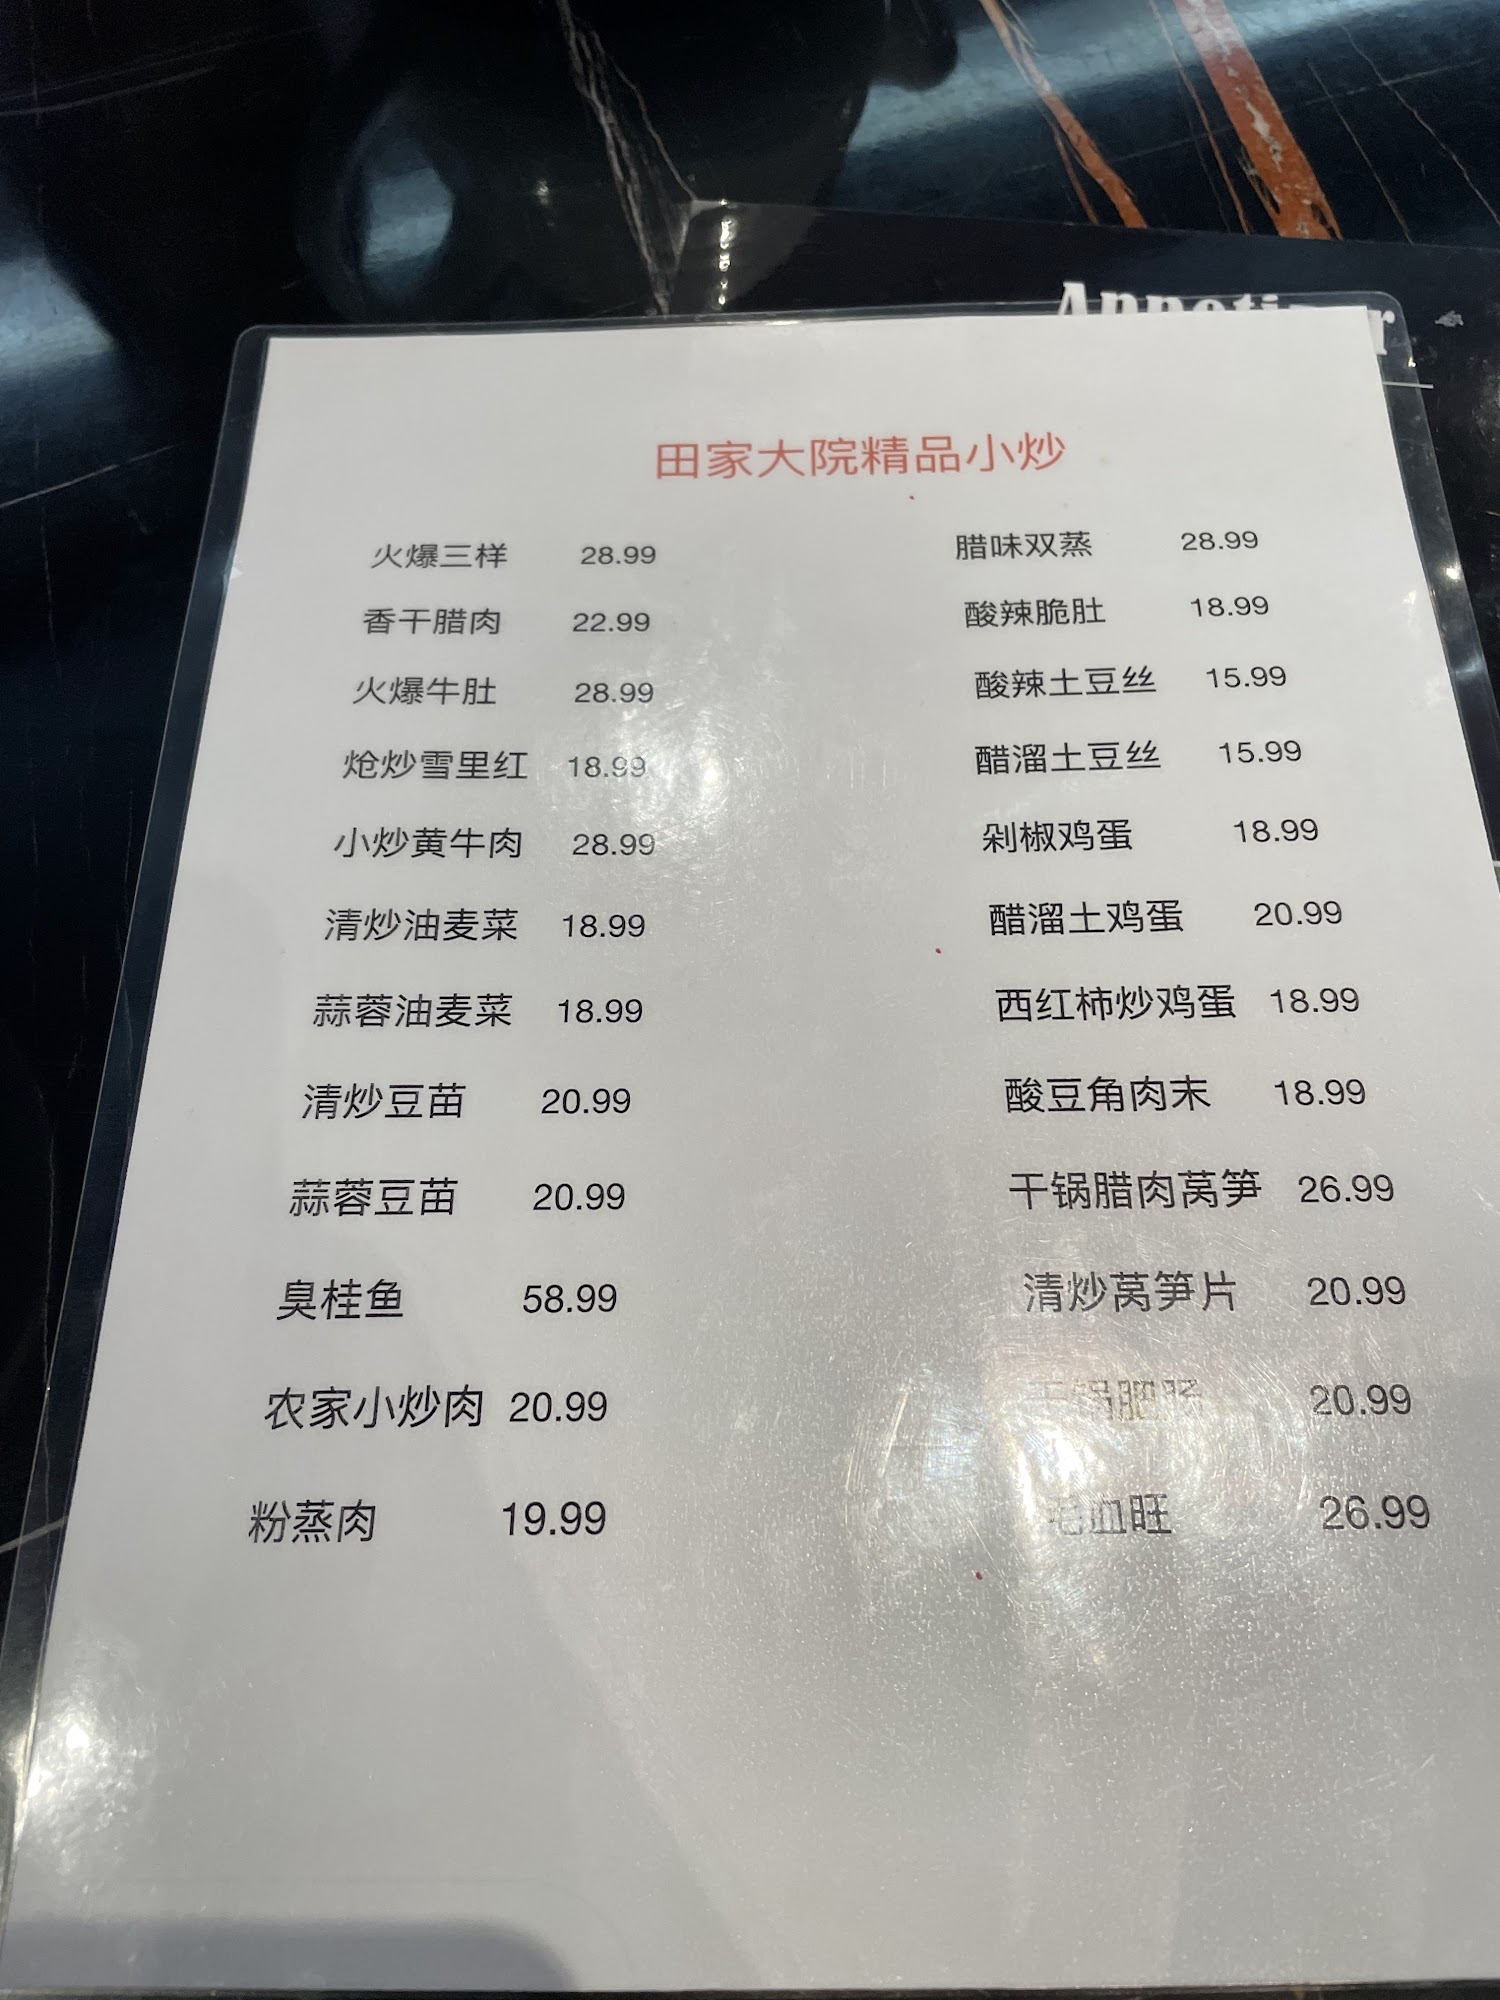 Appetizer
田家大院精品小炒
火爆三样 28.99
香干腊肉 22.99
火爆牛肚 28.99
炝炒雪里红 18.99
小炒黄牛肉 28.99
清炒油麦菜 18.99
蒜蓉油麦菜 18.99
清炒豆苗 20.99
蒜蓉豆苗 20.99
臭桂鱼 58.99
农家小炒肉 20.99
粉蒸肉 19.99
腊味双蒸 28.99
酸辣脆肚 18.99
酸辣土豆丝 15.99
醋溜土豆丝 15.99
剁椒鸡蛋 18.99
醋溜土鸡蛋 20.99
西红柿炒鸡蛋 18.99
酸豆角肉末 18.99
干锅腊肉莴笋 26.99
清炒莴笋片 20.99
干锅肥肠 20.99
毛血旺 26.99